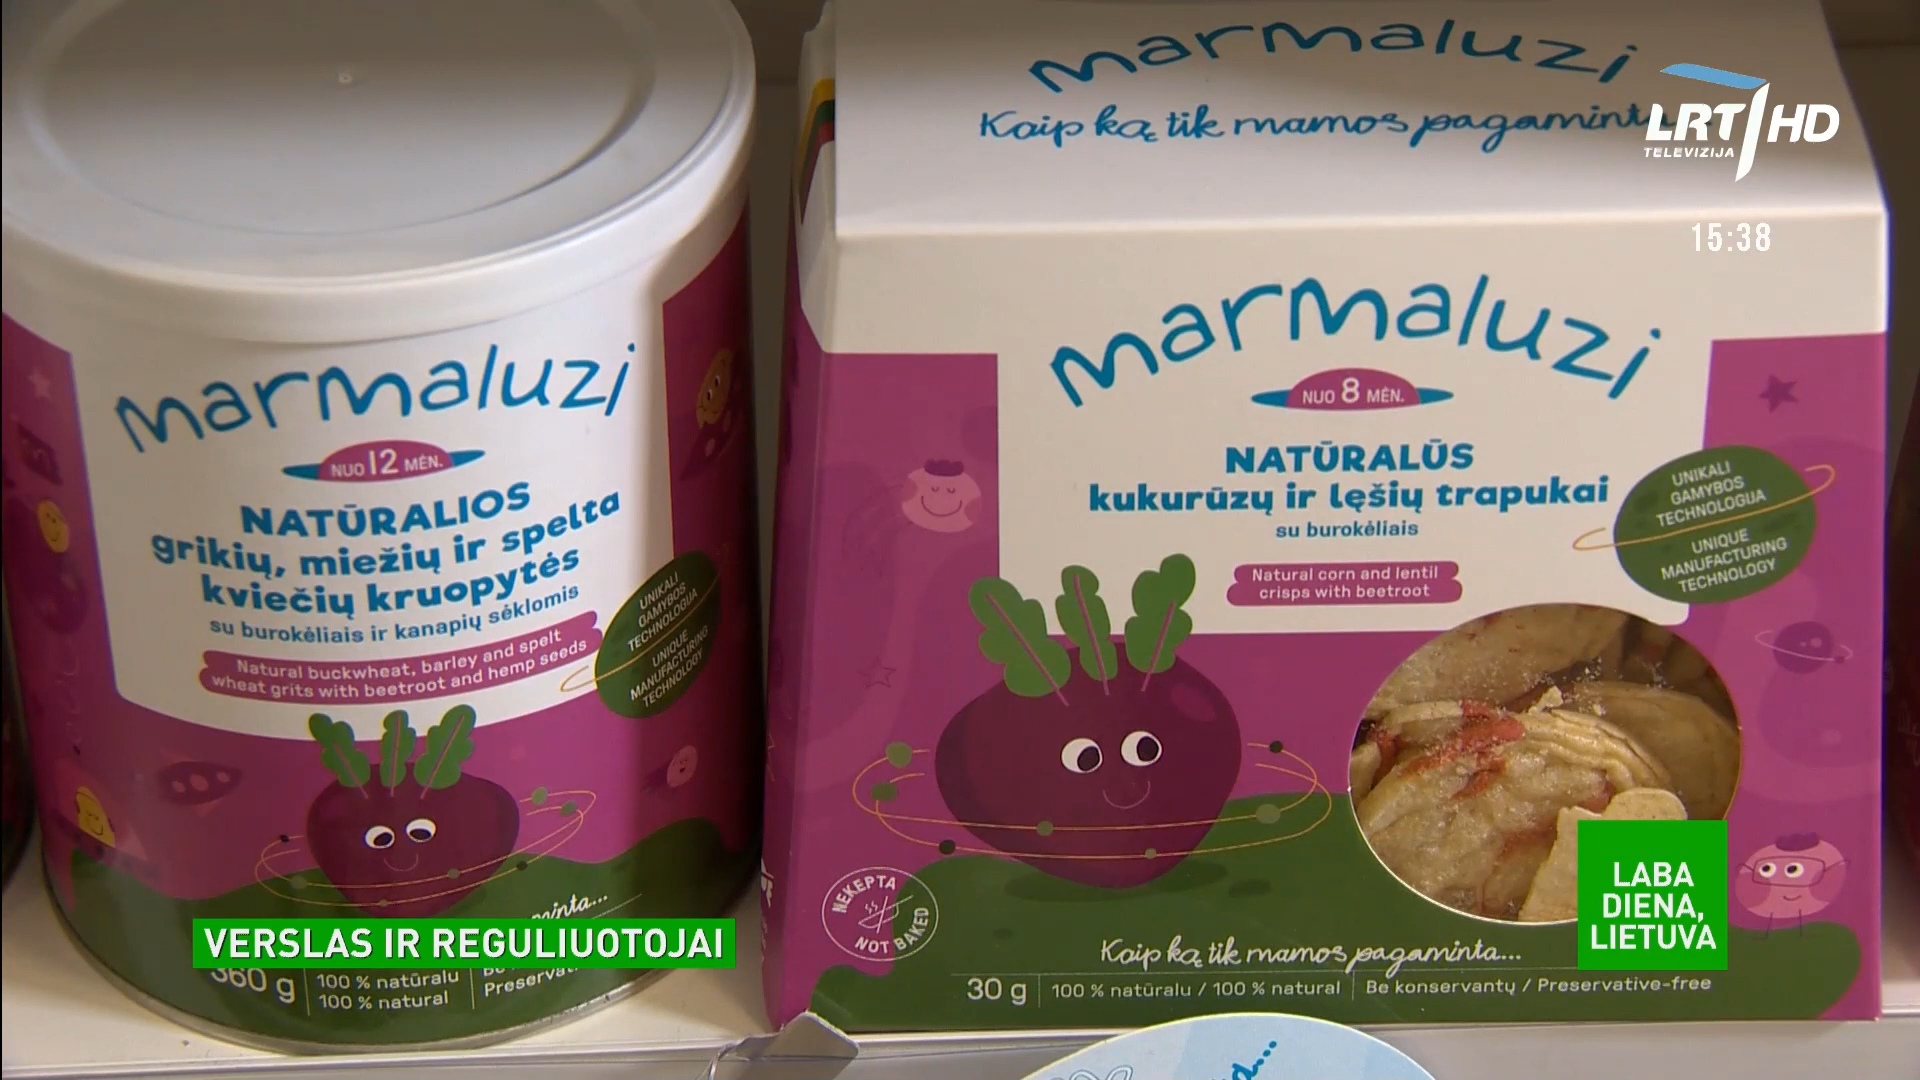 marmaluzi
NUO 12 MĖN.
NATŪRALIOS
grikių, miežių ir spelta
kviečių kruopytės
su burokėliais ir kanapių sėklomis
Natural buckwheat, barley and spelt
wheat grits with beetroot and hemp seeds
UNIKALI
GAMYBOS
TECHNOLOGIJA
UNIQUE
MANUFACTURING
TECHNOLOGY
360 g
100 % natūralu
100 % natural
marmaluzi
Kaip ką tik mamos pagaminta...
marmaluzi
NUO 8 MĖN.
NATŪRALŪS
kukurūzų ir lęšių trapukai
su burokėliais
Natural corn and lentil
crisps with beetroot
UNIKALI
GAMYBOS
TECHNOLOGIJA
UNIQUE
MANUFACTURING
TECHNOLOGY
NEKEPTA
NOT BAKED
Kaip ką tik mamos pagaminta...
30 g
100 % natūralu / 100 % natural
Be konservantų / Preservative-free
LRT HD
TELEVIZIJA
15:38
VERSLAS IR REGULIUOTOJAI
LABA
DIENA,
LIETUVA